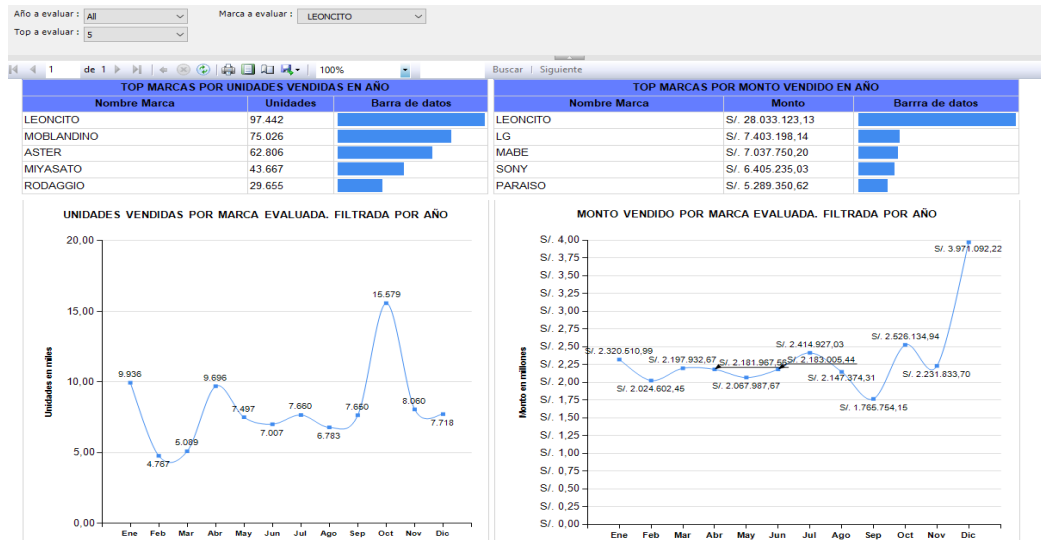 Año a evaluar : All Marca a evaluar : LEONCITO
Top a evaluar : 5
1 de 1 100% Buscar | Siguiente
TOP MARCAS POR UNIDADES VENDIDAS EN AÑO
Nombre Marca Unidades Barrra de datos
LEONCITO 97.442
MOBLANDINO 75.026
ASTER 62.806
MIYASATO 43.667
RODAGGIO 29.655
TOP MARCAS POR MONTO VENDIDO EN AÑO
Nombre Marca Monto Barrra de datos
LEONCITO S/. 28.033.123,13
LG S/. 7.403.198,14
MABE S/. 7.037.750,20
SONY S/. 6.405.235,03
PARAISO S/. 5.289.350,62
UNIDADES VENDIDAS POR MARCA EVALUADA. FILTRADA POR AÑO
Unidades en miles
20,00
15,00
10,00
5,00
0,00
9.936
4.767
5.089
9.696
7.497
7.007
7.660
6.783
7.650
15.579
8.060
7.718
Ene Feb Mar Abr May Jun Jul Ago Sep Oct Nov Dic
MONTO VENDIDO POR MARCA EVALUADA. FILTRADA POR AÑO
Monto en millones
S/. 4,00
S/. 3,75
S/. 3,50
S/. 3,25
S/. 3,00
S/. 2,75
S/. 2,50
S/. 2,25
S/. 2,00
S/. 1,75
S/. 1,50
S/. 1,25
S/. 1,00
S/. 0,75
S/. 0,50
S/. 0,25
S/. 0,00
S/. 2.320.510,99
S/. 2.024.602,45
S/. 2.197.932,67
S/. 2.181.967,56
S/. 2.067.987,67
S/. 2.183.005,44
S/. 2.414.927,03
S/. 2.147.374,31
S/. 1.765.754,15
S/. 2.526.134,94
S/. 2.231.833,70
S/. 3.971.092,22
Ene Feb Mar May Abr Jun Jul Ago Sep Oct Nov Dic